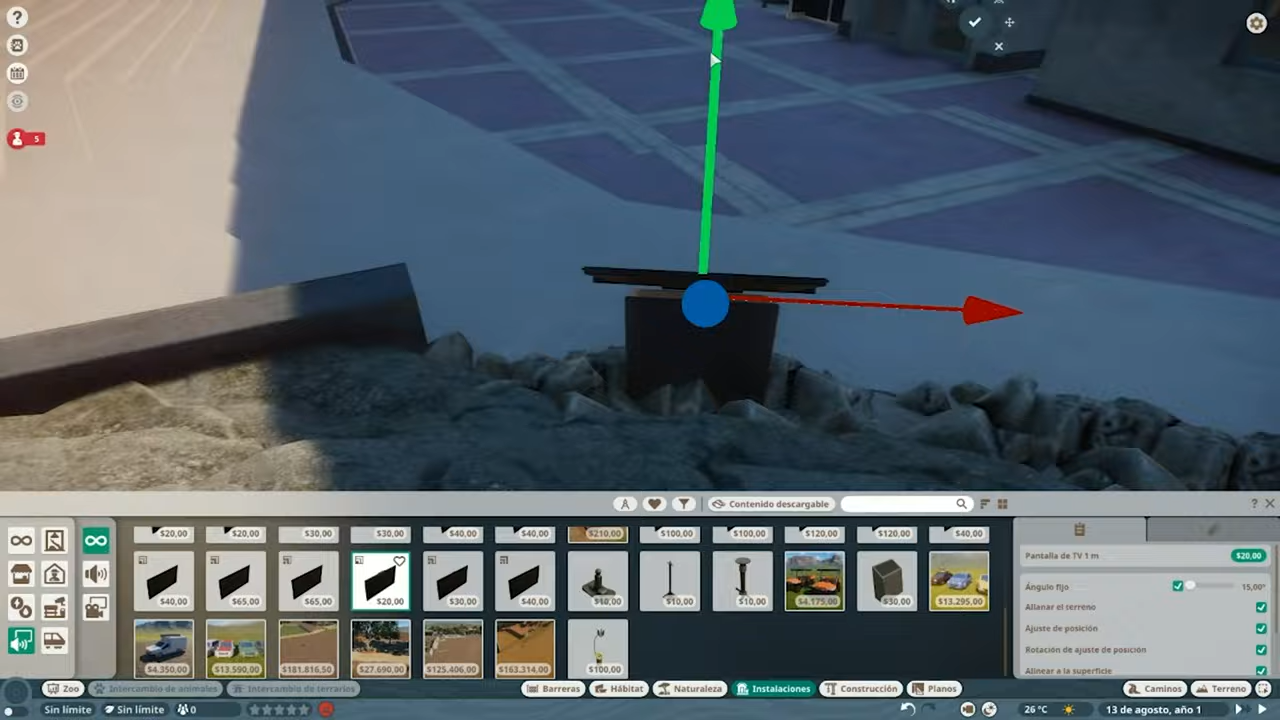 ?
5
Contenido descargable
? ×
$20,00 $20,00 $30,00 $30,00 $40,00 $40,00 $210,00 $100,00 $100,00 $120,00 $120,00 $40,00
$40,00 $65,00 $65,00 $20,00 $30,00 $40,00 $10,00 $10,00 $10,00 $4.175,00 $30,00 $13.295,00
$4.350,00 $13.590,00 $181.816,50 $27.690,00 $125.406,00 $163.314,00 $100,00
Pantalla de TV 1 m $20,00
Ángulo fijo 15,00°
Allanar el terreno
Ajuste de posición
Rotación de ajuste de posición
Alinear a la superficie
Zoo Intercambio de animales Intercambio de terrarios Barreras Hábitat Naturaleza Instalaciones Construcción Planos Caminos Terreno
Sin límite Sin límite 0 26 °C 13 de agosto, año 1